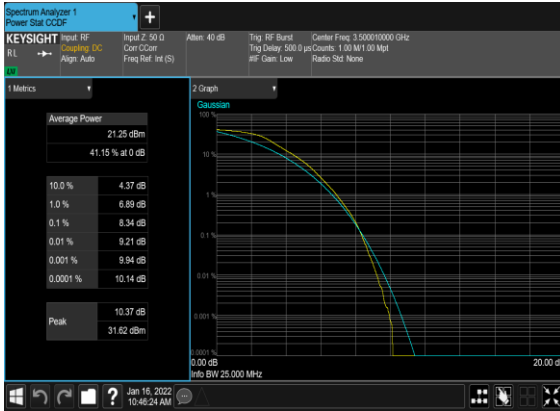 Spectrum Analyzer 1
Power Stat CCDF
KEYSIGHT
RL
LXI
Input: RF
Coupling: DC
Align: Auto
Input Z: 50 Ω
Corr CCorr
Freq Ref: Int (S)
Atten: 40 dB
Trig: RF Burst
Trig Delay: 500.0 µs
#IF Gain: Low
Center Freq: 3.500010000 GHz
Counts: 1.00 M/1.00 Mpt
Radio Std: None
1 Metrics
Average Power
21.25 dBm
41.15 % at 0 dB
10.0 % 4.37 dB
1.0 % 6.89 dB
0.1 % 8.34 dB
0.01 % 9.21 dB
0.001 % 9.94 dB
0.0001 % 10.14 dB
Peak
10.37 dB
31.62 dBm
2 Graph
Gaussian
100 %
10 %
1 %
0.1 %
0.01 %
0.001 %
0.0001 %
0.00 dB
20.00 d
Info BW 25.000 MHz
?
Jan 16, 2022
10:46:24 AM